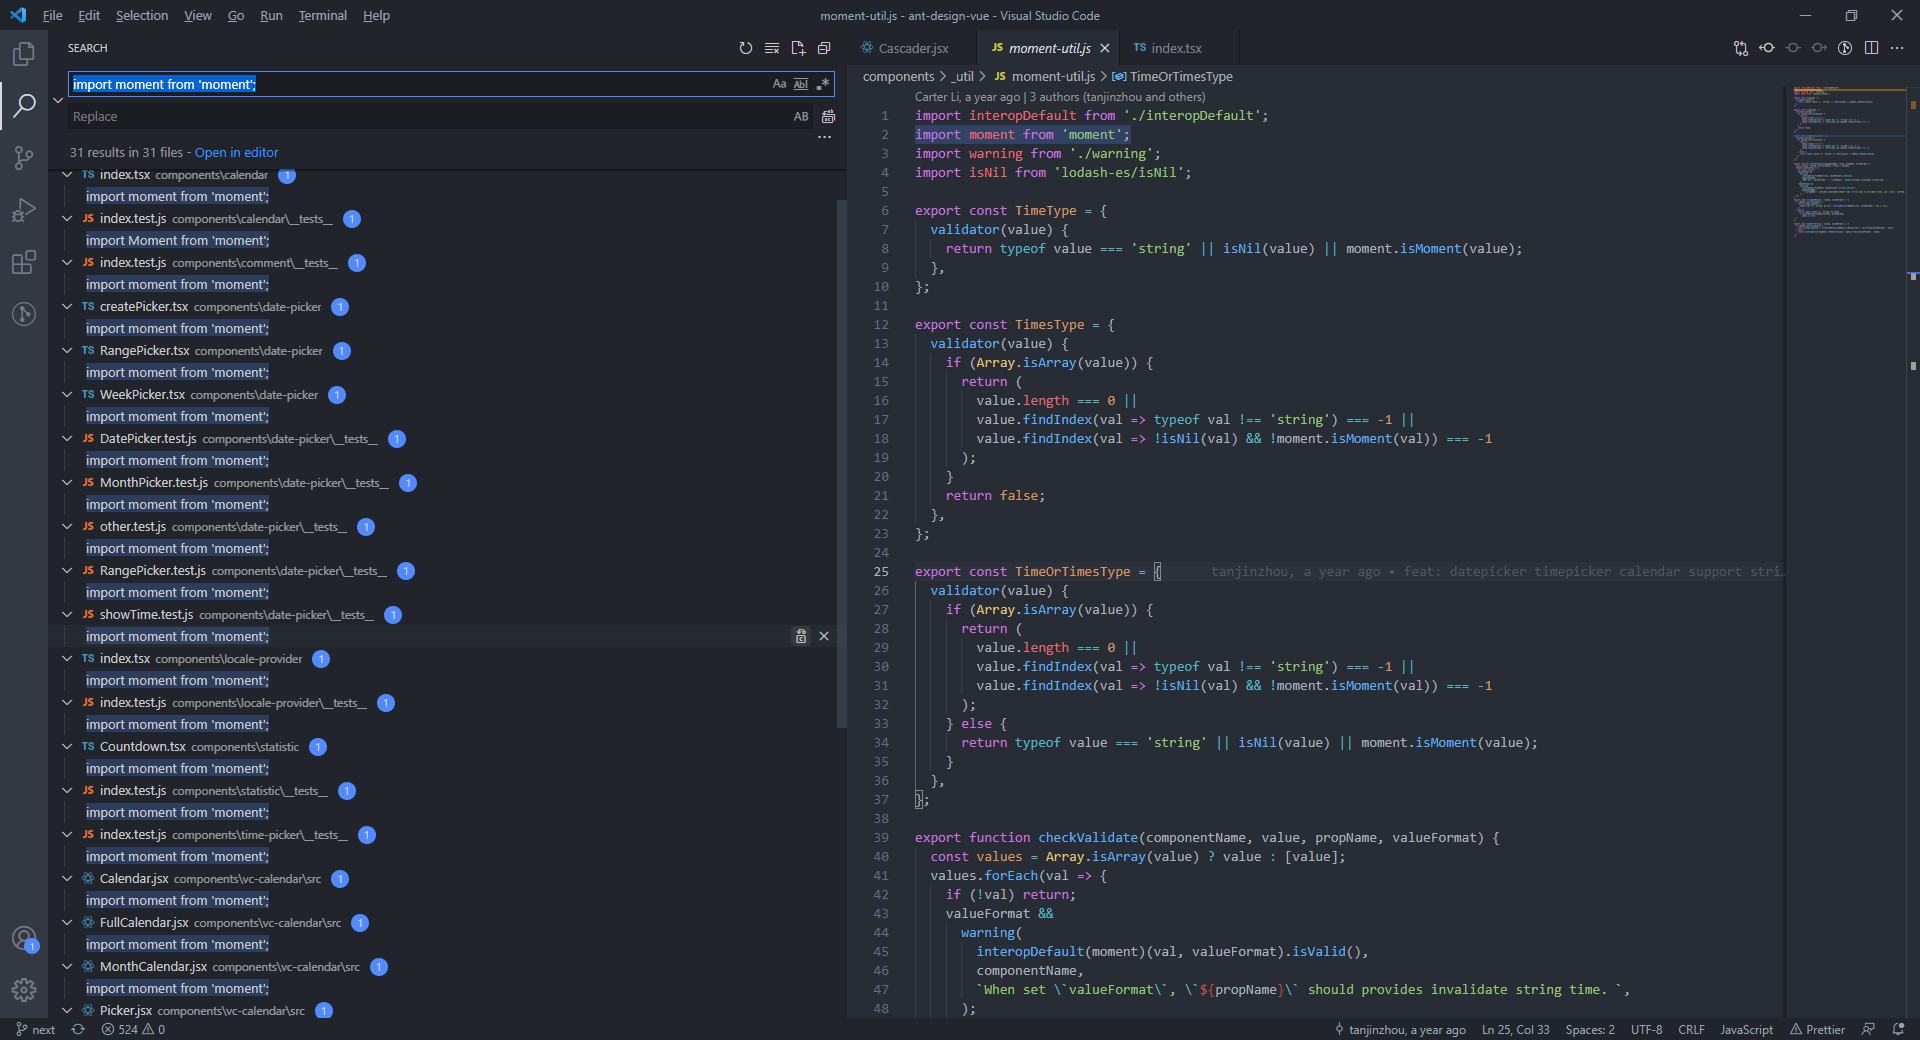 File Edit Selection View Go Run Terminal Help
moment-util.js - ant-design-vue - Visual Studio Code
SEARCH
import moment from 'moment';
Aa Abl .*
Replace
AB
31 results in 31 files - Open in editor
TS index.tsx components\calendar 1
import moment from 'moment';
JS index.test.js components\calendar\__tests__ 1
import Moment from 'moment';
JS index.test.js components\comment\__tests__ 1
import moment from 'moment';
TS createPicker.tsx components\date-picker 1
import moment from 'moment';
TS RangePicker.tsx components\date-picker 1
import moment from 'moment';
TS WeekPicker.tsx components\date-picker 1
import moment from 'moment';
JS DatePicker.test.js components\date-picker\__tests__ 1
import moment from 'moment';
JS MonthPicker.test.js components\date-picker\__tests__ 1
import moment from 'moment';
JS other.test.js components\date-picker\__tests__ 1
import moment from 'moment';
JS RangePicker.test.js components\date-picker\__tests__ 1
import moment from 'moment';
JS showTime.test.js components\date-picker\__tests__ 1
import moment from 'moment';
TS index.tsx components\locale-provider 1
import moment from 'moment';
JS index.test.js components\locale-provider\__tests__ 1
import moment from 'moment';
TS Countdown.tsx components\statistic 1
import moment from 'moment';
JS index.test.js components\statistic\__tests__ 1
import moment from 'moment';
JS index.test.js components\time-picker\__tests__ 1
import moment from 'moment';
Calendar.jsx components\vc-calendar\src 1
import moment from 'moment';
FullCalendar.jsx components\vc-calendar\src 1
import moment from 'moment';
MonthCalendar.jsx components\vc-calendar\src 1
import moment from 'moment';
Picker.jsx components\vc-calendar\src 1
Cascader.jsx JS moment-util.js TS index.tsx
components > _util > JS moment-util.js > TimeOrTimesType
Carter Li, a year ago | 3 authors (tanjinzhou and others)
1 import interopDefault from './interopDefault';
2 import moment from 'moment';
3 import warning from './warning';
4 import isNil from 'lodash-es/isNil';
5
6 export const TimeType = {
7 validator(value) {
8 return typeof value === 'string' || isNil(value) || moment.isMoment(value);
9 },
10 };
11
12 export const TimesType = {
13 validator(value) {
14 if (Array.isArray(value)) {
15 return (
16 value.length === 0 ||
17 value.findIndex(val => typeof val !== 'string') === -1 ||
18 value.findIndex(val => !isNil(val) && !moment.isMoment(val)) === -1
19 );
20 }
21 return false;
22 },
23 };
24
25 export const TimeOrTimesType = { tanjinzhou, a year ago • feat: datepicker timepicker calendar support stri…
26 validator(value) {
27 if (Array.isArray(value)) {
28 return (
29 value.length === 0 ||
30 value.findIndex(val => typeof val !== 'string') === -1 ||
31 value.findIndex(val => !isNil(val) && !moment.isMoment(val)) === -1
32 );
33 } else {
34 return typeof value === 'string' || isNil(value) || moment.isMoment(value);
35 }
36 },
37 };
38
39 export function checkValidate(componentName, value, propName, valueFormat) {
40 const values = Array.isArray(value) ? value : [value];
41 values.forEach(val => {
42 if (!val) return;
43 valueFormat &&
44 warning(
45 interopDefault(moment)(val, valueFormat).isValid(),
46 componentName,
47 `When set \`valueFormat\`, \`${propName}\` should provides invalidate string time. `,
48 );
1
next 524 0
tanjinzhou, a year ago Ln 25, Col 33 Spaces: 2 UTF-8 CRLF JavaScript Prettier